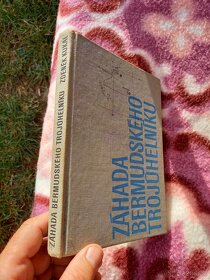 ZÁHADA BERMUDSKÉHO TROJÚHELNÍKU ZDENĚK KUKAL
ZÁHADA
BERMUDSKÉHO
TROJÚHELNÍKU